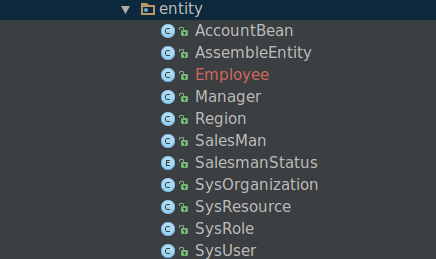 entity
AccountBean
AssembleEntity
Employee
Manager
Region
SalesMan
SalesmanStatus
SysOrganization
SysResource
SysRole
SysUser